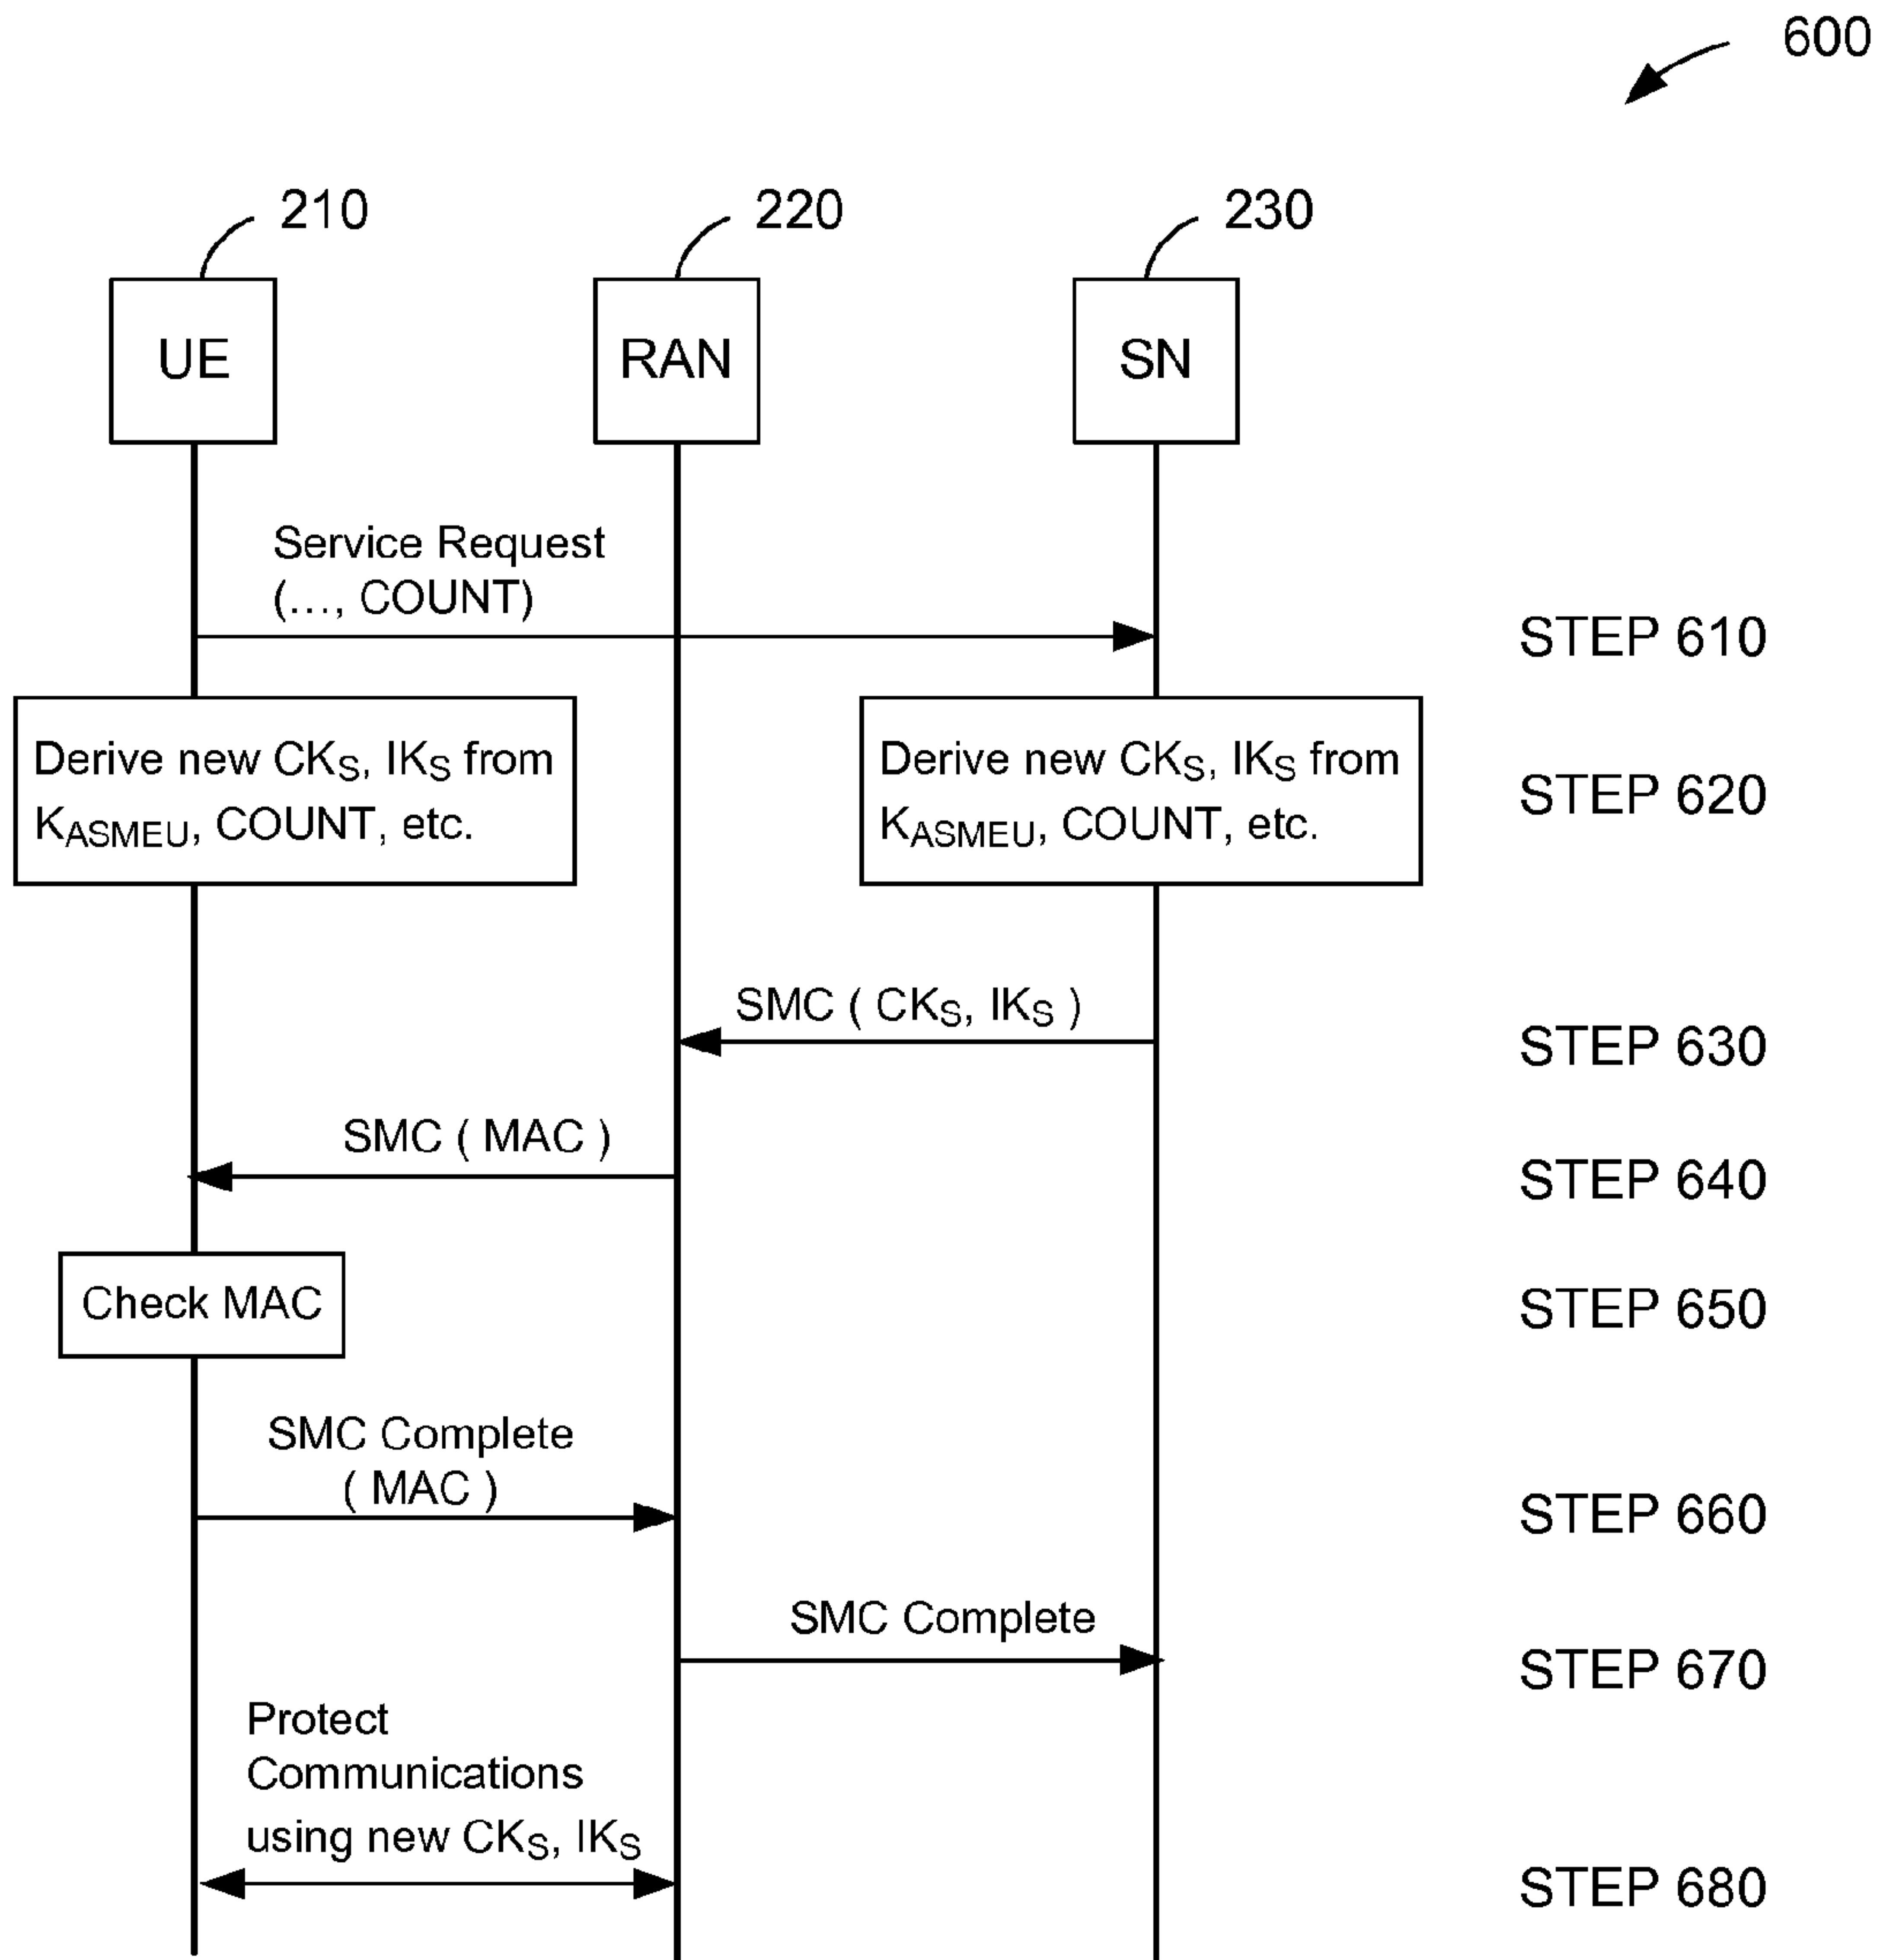 600
210
220
230
UE
RAN
SN
Service Request
(…, COUNT)
STEP 610
Derive new CKS, IKS from
KASMEU, COUNT, etc.
Derive new CKS, IKS from
KASMEU, COUNT, etc.
STEP 620
SMC ( CKS, IKS )
STEP 630
SMC ( MAC )
STEP 640
Check MAC
STEP 650
SMC Complete
( MAC )
STEP 660
SMC Complete
STEP 670
Protect
Communications
using new CKS, IKS
STEP 680